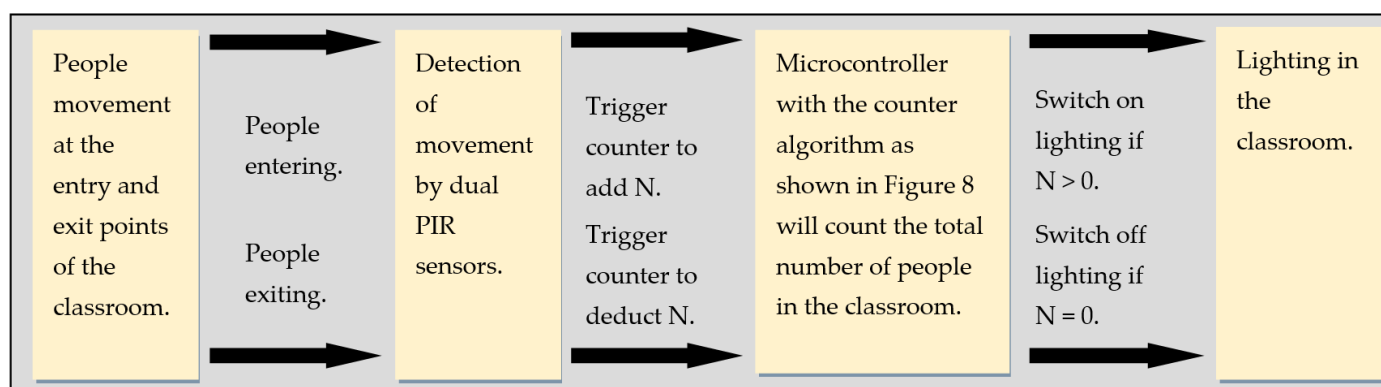 People
movement
at the
entry and
exit points
of the
classroom.
People
entering.
People
exiting.
Detection
of
movement
by dual
PIR
sensors.
Trigger
counter to
add N.
Trigger
counter to
deduct N.
Microcontroller
with the counter
algorithm as
shown in Figure 8
will count the total
number of people
in the classroom.
Switch on
lighting if
N > 0.
Switch off
lighting if
N = 0.
Lighting in
the
classroom.